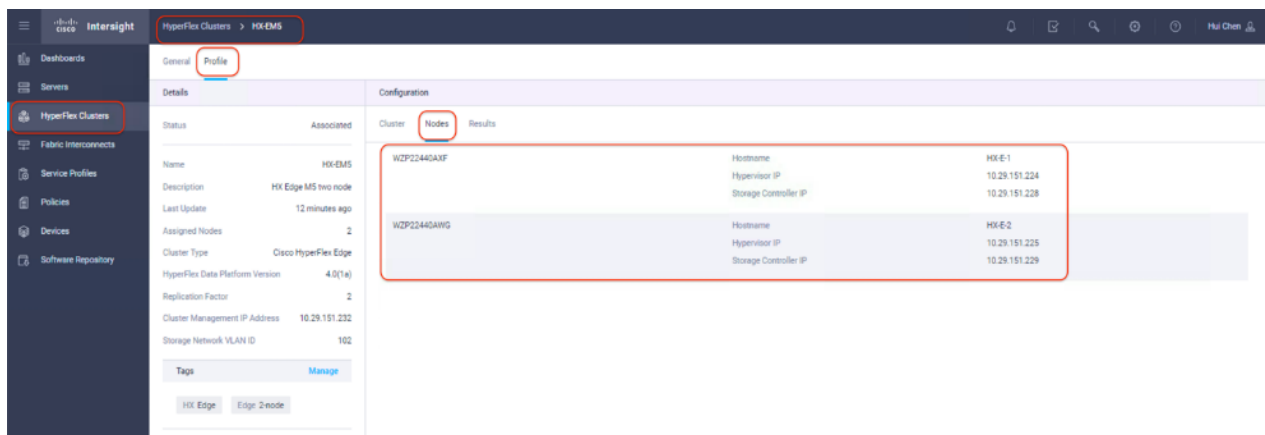 cisco Intersight
HyperFlex Clusters > HX-EM5
Hui Chen
Dashboards
Servers
HyperFlex Clusters
Fabric Interconnects
Service Profiles
Policies
Devices
Software Repository
General Profile
Details
Status Associated
Name HX-EM5
Description HX Edge M5 two node
Last Update 12 minutes ago
Assigned Nodes 2
Cluster Type Cisco HyperFlex Edge
HyperFlex Data Platform Version 4.0(1a)
Replication Factor 2
Cluster Management IP Address 10.29.151.232
Storage Network VLAN ID 102
Tags Manage
HX Edge Edge 2-node
Configuration
Cluster Nodes Results
WZP22440AXF Hostname HX-E-1
Hypervisor IP 10.29.151.224
Storage Controller IP 10.29.151.228
WZP22440AWG Hostname HX-E-2
Hypervisor IP 10.29.151.225
Storage Controller IP 10.29.151.229